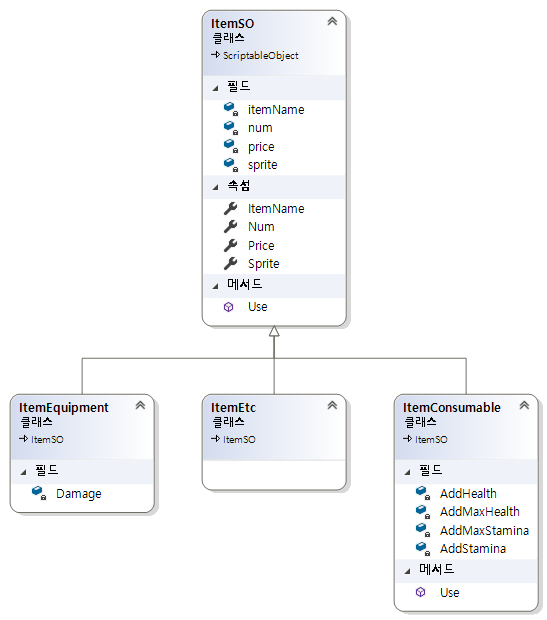 ItemSO
클래스
ScriptableObject
필드
itemName
num
price
sprite
속성
ItemName
Num
Price
Sprite
메서드
Use
ItemEquipment
클래스
ItemSO
필드
Damage
ItemEtc
클래스
ItemSO
ItemConsumable
클래스
ItemSO
필드
AddHealth
AddMaxHealth
AddMaxStamina
AddStamina
메서드
Use